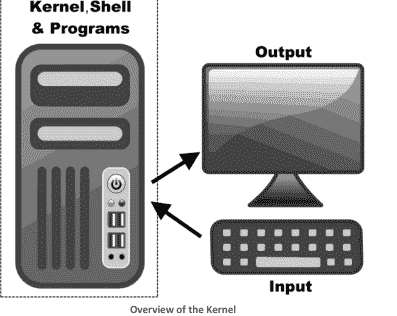 Kernel, Shell
& Programs
Output
Input
Overview of the Kernel